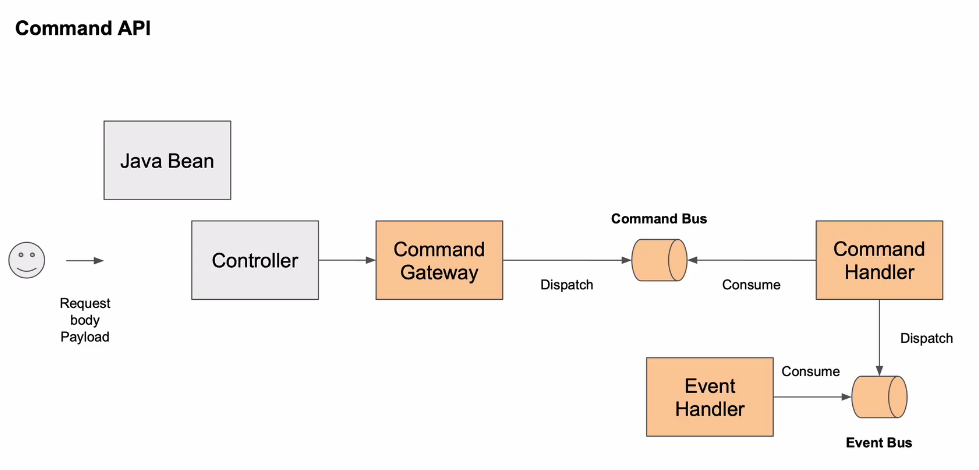 Command API
Java Bean
Command Bus
Controller
Command
Gateway
Command
Handler
Dispatch
Consume
Request
body
Payload
Dispatch
Consume
Event
Handler
Event Bus